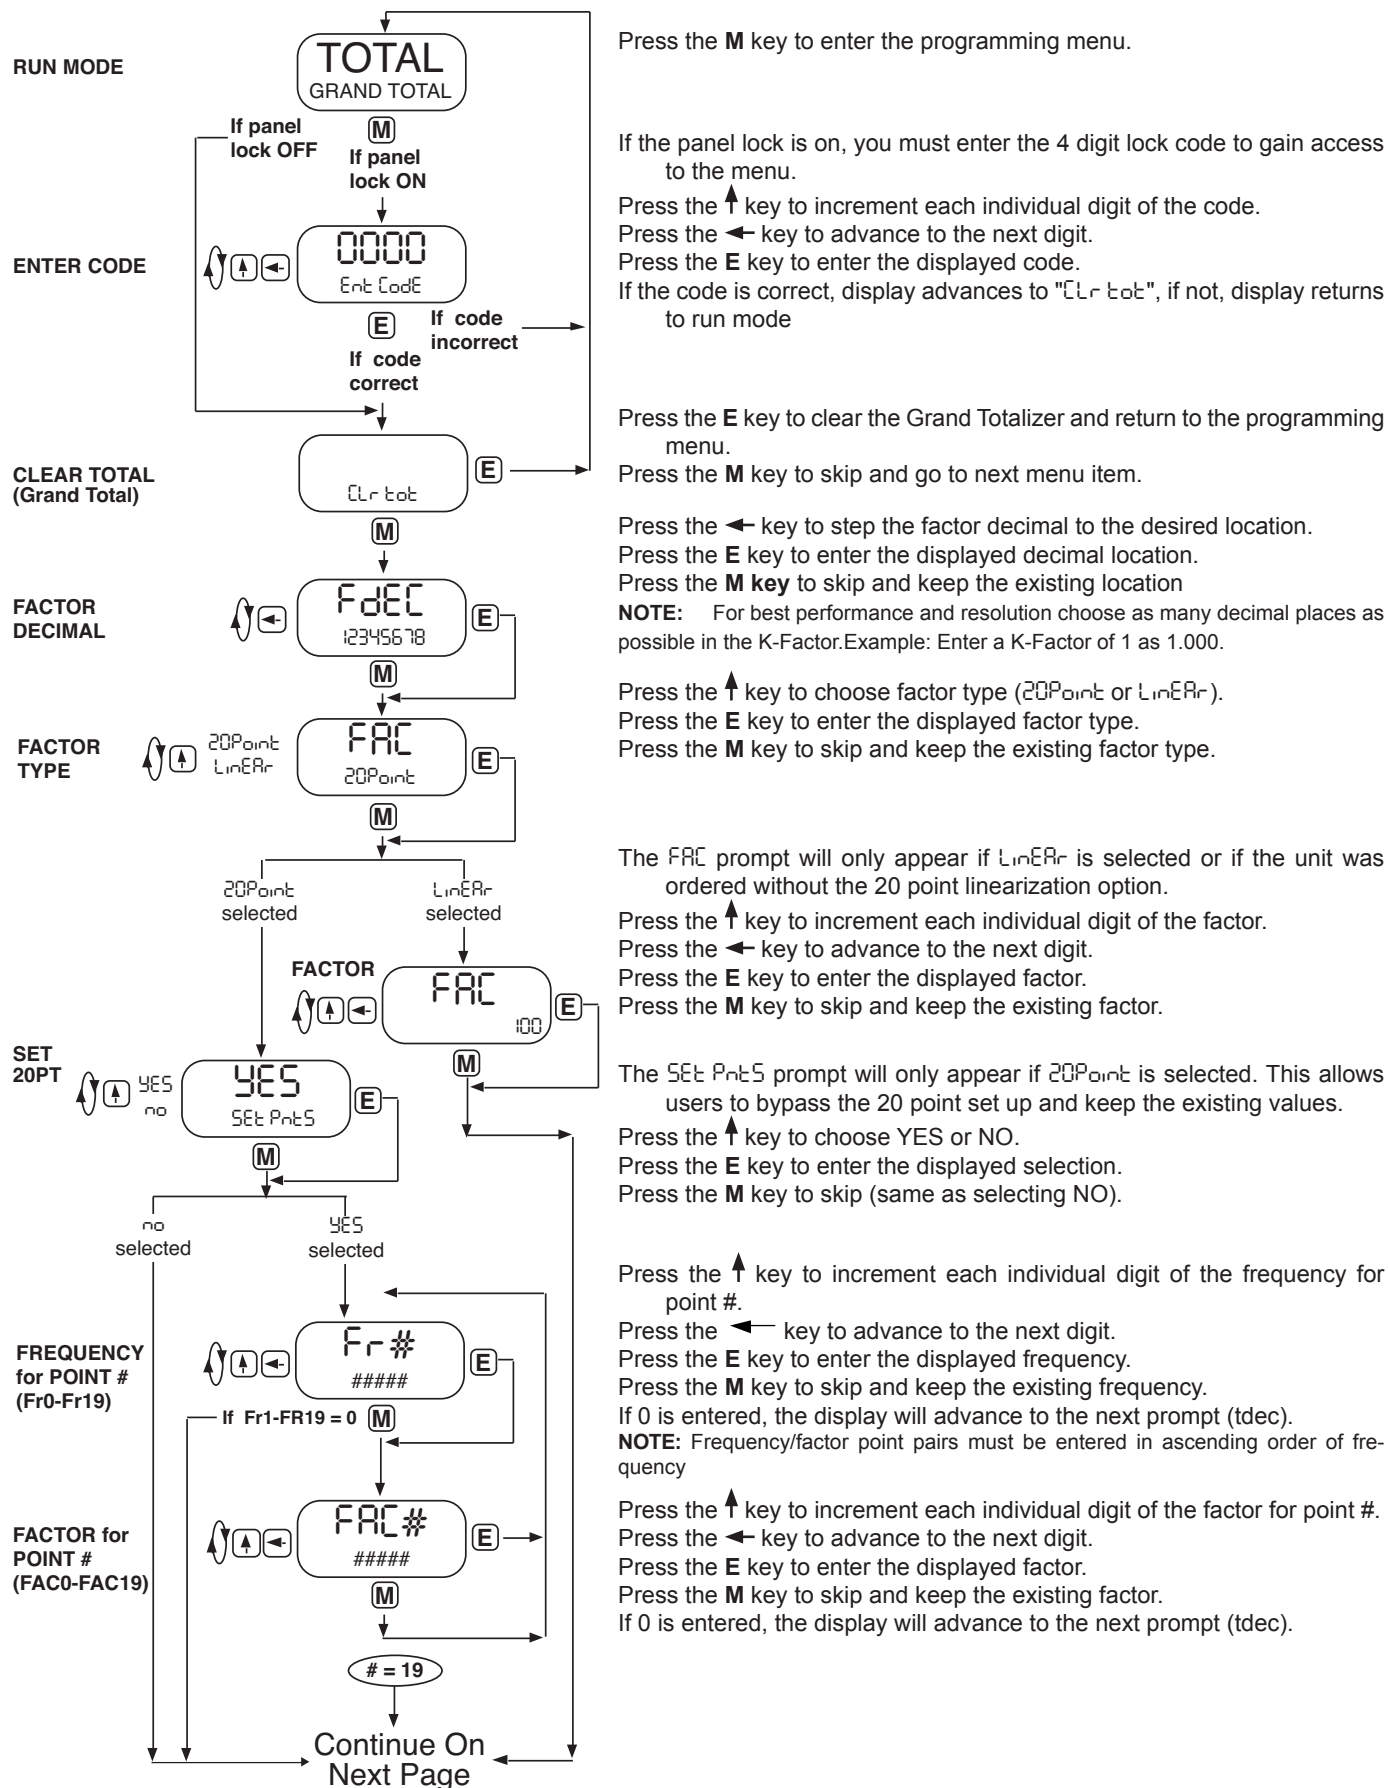 RUN MODE
TOTAL
GRAND TOTAL
Press the M key to enter the programming menu.
If panel
lock OFF
M
If panel
lock ON
If the panel lock is on, you must enter the 4 digit lock code to gain access
to the menu.
Press the ↑ key to increment each individual digit of the code.
Press the ← key to advance to the next digit.
Press the E key to enter the displayed code.
If the code is correct, display advances to "CLr tot", if not, display returns
to run mode
ENTER CODE
0000
Ent CodE
E
If code
incorrect
If code
correct
Press the E key to clear the Grand Totalizer and return to the programming
menu.
Press the M key to skip and go to next menu item.
CLEAR TOTAL
(Grand Total)
CLr tot
E
M
Press the ← key to step the factor decimal to the desired location.
Press the E key to enter the displayed decimal location.
Press the M key to skip and keep the existing location
NOTE: For best performance and resolution choose as many decimal places as
possible in the K-Factor.Example: Enter a K-Factor of 1 as 1.000.
FACTOR
DECIMAL
FdEC
12345678
E
M
Press the ↑ key to choose factor type (20Point or LinEAr).
Press the E key to enter the displayed factor type.
Press the M key to skip and keep the existing factor type.
FACTOR
TYPE
20Point
LinEAr
FAC
20Point
E
M
20Point
selected
LinEAr
selected
The FAC prompt will only appear if LinEAr is selected or if the unit was
ordered without the 20 point linearization option.
Press the ↑ key to increment each individual digit of the factor.
Press the ← key to advance to the next digit.
Press the E key to enter the displayed factor.
Press the M key to skip and keep the existing factor.
FACTOR
FAC
100
E
M
SET
20PT
YES
no
YES
SEt PntS
E
M
The SEt PntS prompt will only appear if 20Point is selected. This allows
users to bypass the 20 point set up and keep the existing values.
Press the ↑ key to choose YES or NO.
Press the E key to enter the displayed selection.
Press the M key to skip (same as selecting NO).
no
selected
YES
selected
Press the ↑ key to increment each individual digit of the frequency for
point #.
Press the ← key to advance to the next digit.
Press the E key to enter the displayed frequency.
Press the M key to skip and keep the existing frequency.
If 0 is entered, the display will advance to the next prompt (tdec).
NOTE: Frequency/factor point pairs must be entered in ascending order of fre-
quency
FREQUENCY
for POINT #
(Fr0-Fr19)
Fr#
#####
E
If Fr1-FR19 = 0
M
Press the ↑ key to increment each individual digit of the factor for point #.
Press the ← key to advance to the next digit.
Press the E key to enter the displayed factor.
Press the M key to skip and keep the existing factor.
If 0 is entered, the display will advance to the next prompt (tdec).
FACTOR for
POINT #
(FAC0-FAC19)
FAC#
#####
E
M
# = 19
Continue On
Next Page